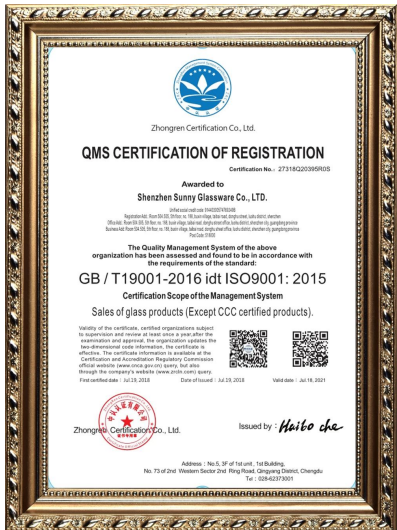 Zhongren Certification Co., Ltd.
QMS CERTIFICATION OF REGISTRATION
Certification No.: 27318Q20395R0S
Awarded to
Shenzhen Sunny Glassware Co., LTD.
The Quality Management System of the above
organization has been assessed and found to be in accordance with
the requirements of the standard:
GB / T19001-2016 idt ISO9001: 2015
Certification Scope of the Management System
Sales of glass products (Except CCC certified products).
Validity of the certificate, certified organizations subject
to supervision and review at least once a year,after the
examination and approval, the organization updates the
two-dimensional code information, the certificate is
effective. The certificate information is available at the
Certification and Accreditation Regulatory Commission
official website (www.cnca.gov.cn) query, but also
through the company's website (www.zrcbr.com) query.
First certified date : Jul,19, 2018
Date of Issued : Jul,19, 2018
Valid date : Jul 18, 2021
Zhongren Certification Co., Ltd.
Issued by : Haibo che
Address : No.5, 3F of 1st unit , 1st Building,
No. 73 of 2nd Western Sector 2nd Ring Road, Qingyang District, Chengdu
Tel : 028-62373001